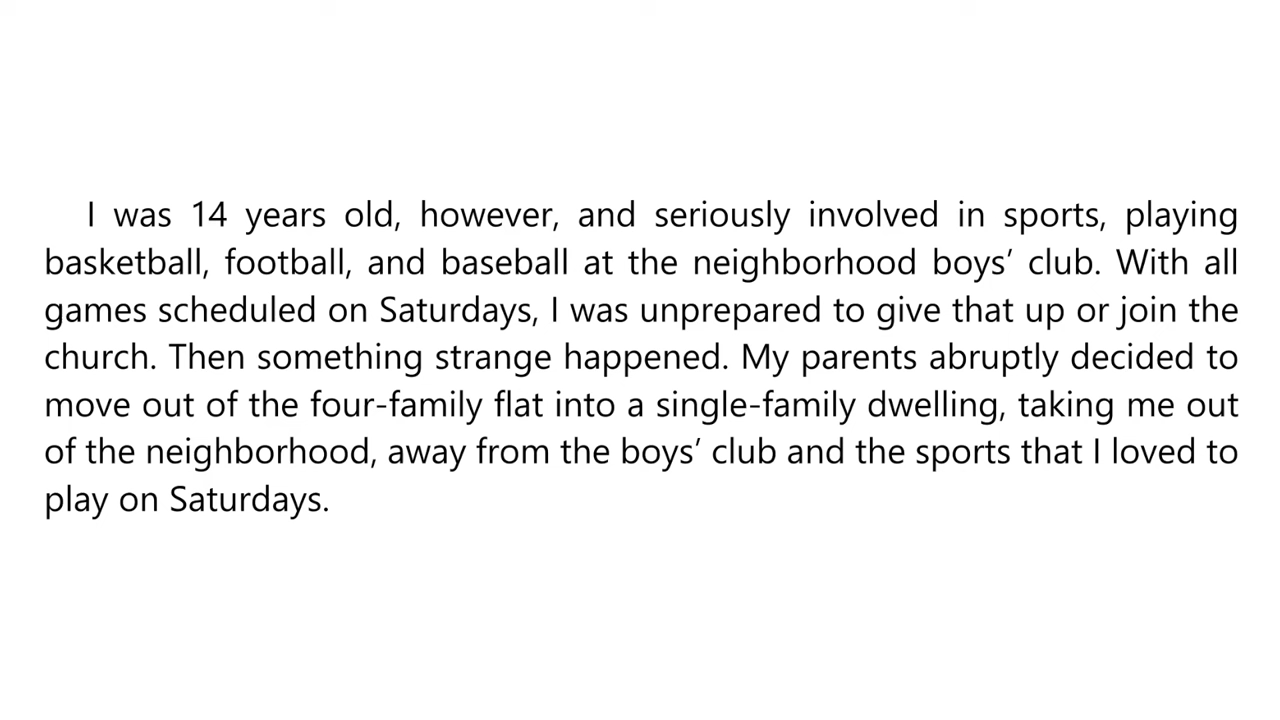 I was 14 years old, however, and seriously involved in sports, playing
basketball, football, and baseball at the neighborhood boys’ club. With all
games scheduled on Saturdays, I was unprepared to give that up or join the
church. Then something strange happened. My parents abruptly decided to
move out of the four-family flat into a single-family dwelling, taking me out
of the neighborhood, away from the boys’ club and the sports that I loved to
play on Saturdays.